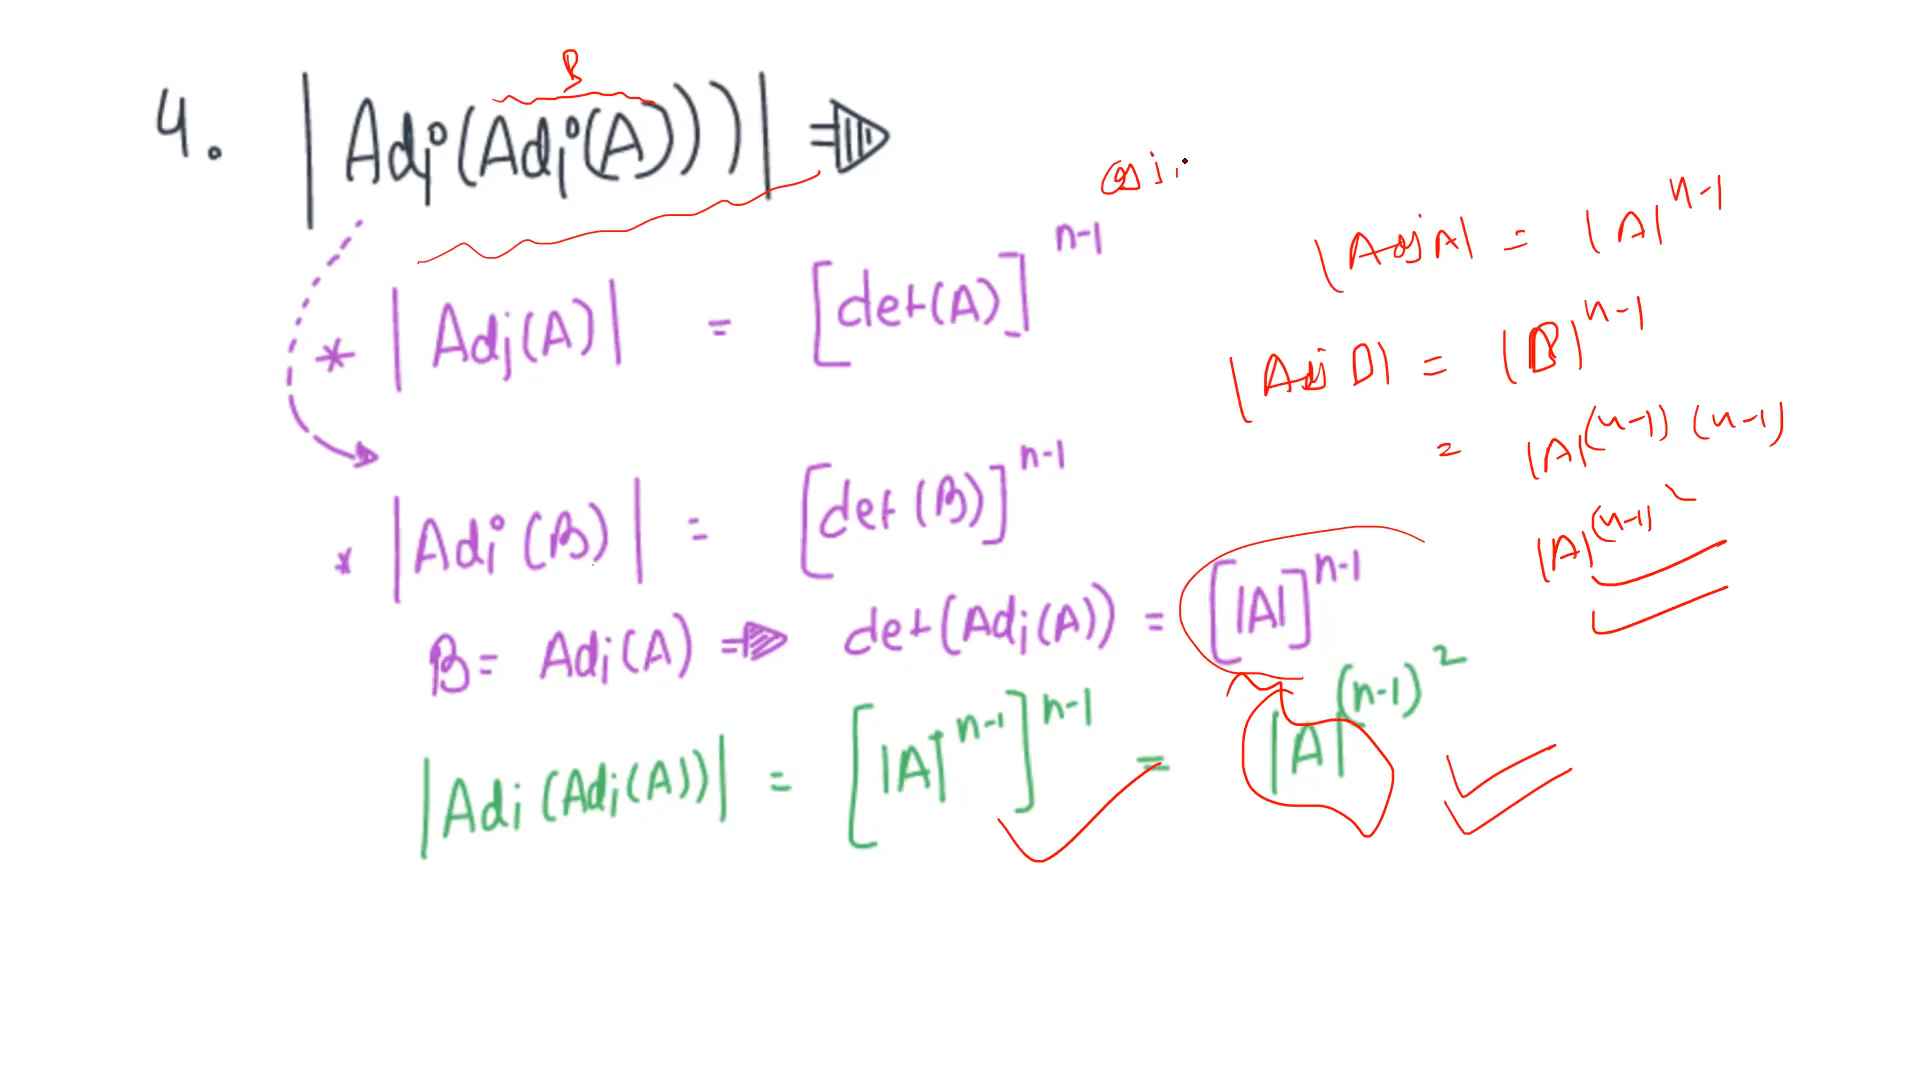 B
4. |Adj(Adj(A)))| ⇒
* |Adj(A)| = [det(A)]^{n-1}
* |Adj(B)| = [det(B)]^{n-1}
B = Adj(A) ⇒ det(Adj(A)) = [|A|]^{n-1}
|Adj(Adj(A))| = [|A|^{n-1}]^{n-1} = |A|^{(n-1)^2}
|Adj A| = |A|^{n-1}
|Adj B| = |B|^{n-1}
= |A|^{(n-1)(n-1)}
|A|^{(n-1)^2}